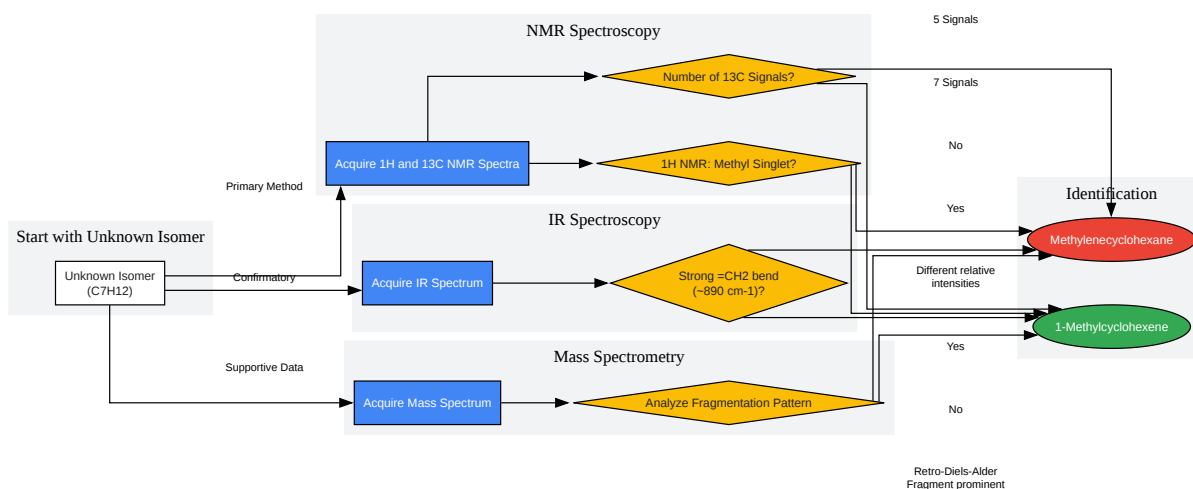 5 Signals
NMR Spectroscopy
Number of 13C Signals?
7 Signals
No
Acquire 1H and 13C NMR Spectra
1H NMR: Methyl Singlet?
Primary Method
Identification
Yes
IR Spectroscopy
Start with Unknown Isomer
Methylenecyclohexane
Unknown Isomer
(C7H12)
Confirmatory
Acquire IR Spectrum
Strong =CH2 bend
(~890 cm-1)?
Different relative
intensities
1-Methylcyclohexene
Yes
Mass Spectrometry
Supportive Data
Acquire Mass Spectrum
Analyze Fragmentation Pattern
No
Retro-Diels-Alder
Fragment prominent